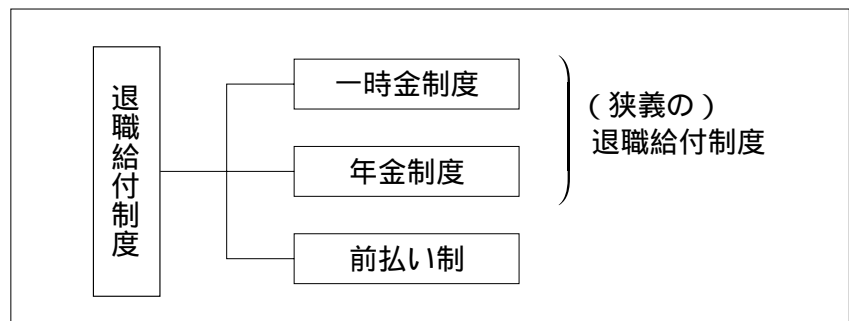 退職給付制度
一時金制度
年金制度
前払い制
（狭義の）
退職給付制度